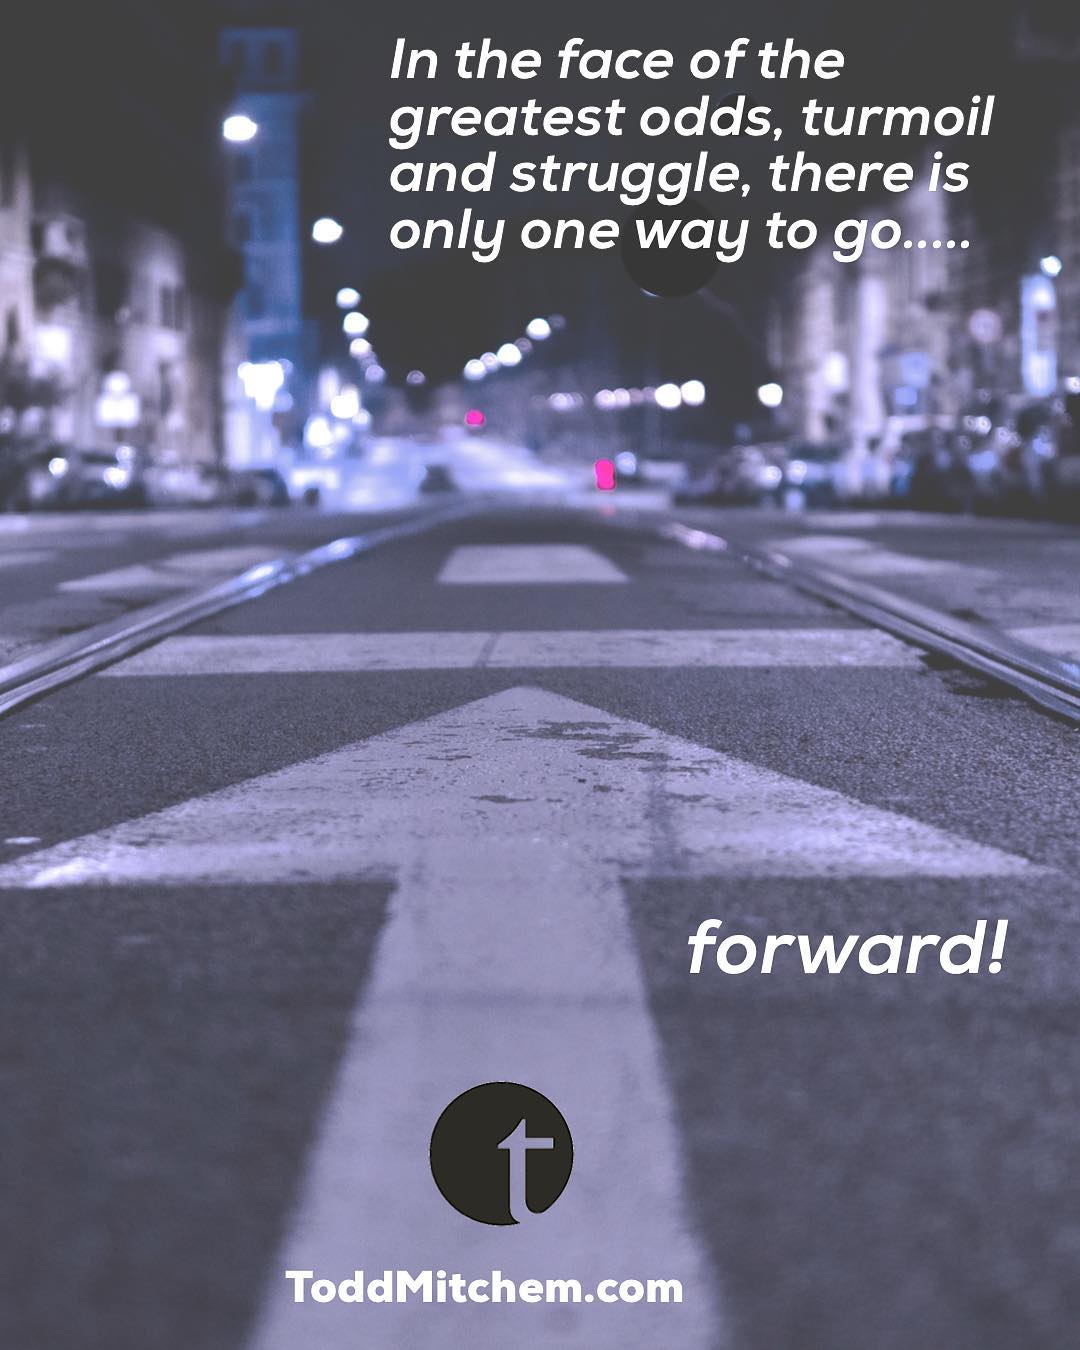 In the face of the
greatest odds, turmoil
and struggle, there is
only one way to go.....
forward!
t
ToddMitchem.com